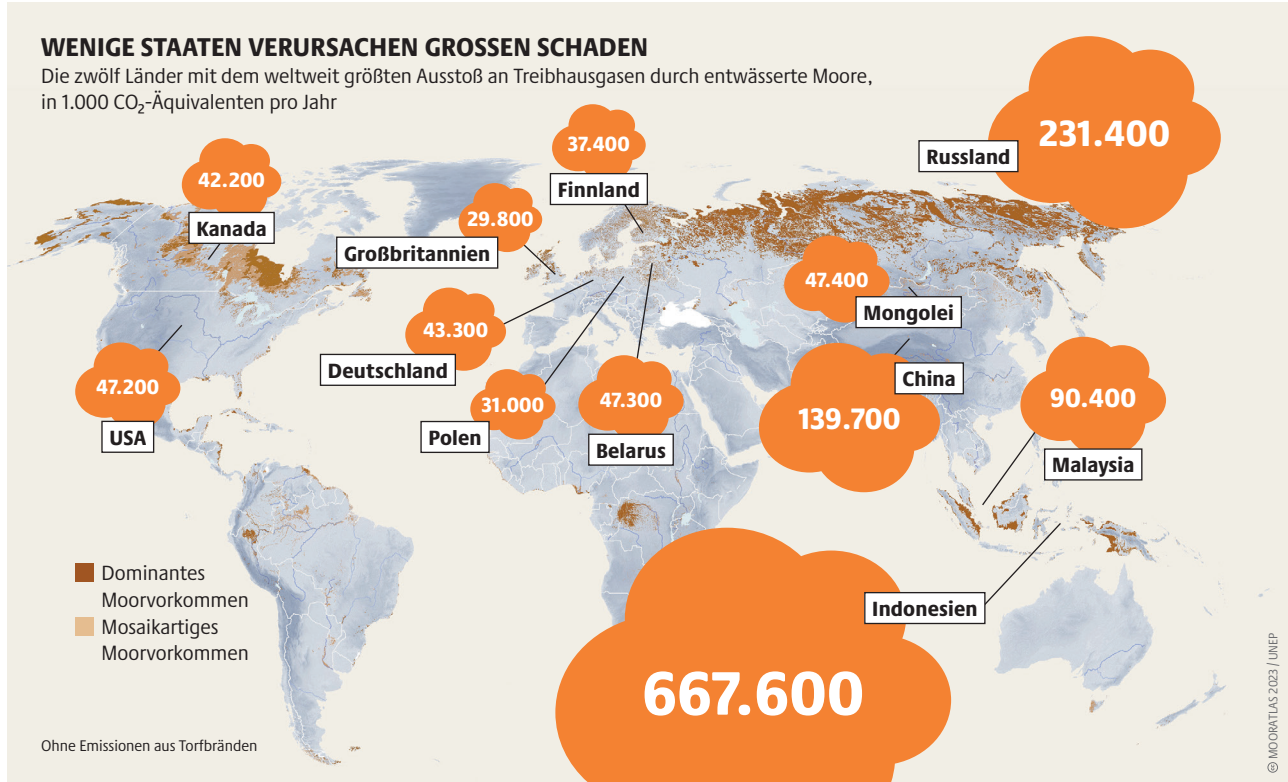 WENIGE STAATEN VERURSACHEN GROSSEN SCHADEN
Die zwölf Länder mit dem weltweit größten Ausstoß an Treibhausgasen durch entwässerte Moore,
in 1.000 CO₂-Äquivalenten pro Jahr
231.400
Russland
37.400
Finnland
42.200
Kanada
29.800
Großbritannien
47.400
Mongolei
43.300
Deutschland
47.200
USA
31.000
Polen
47.300
Belarus
139.700
China
90.400
Malaysia
667.600
Indonesien
Dominantes
Moorvorkommen
Mosaikartiges
Moorvorkommen
Ohne Emissionen aus Torfbränden
© MOORATLAS 2023 / UNEP